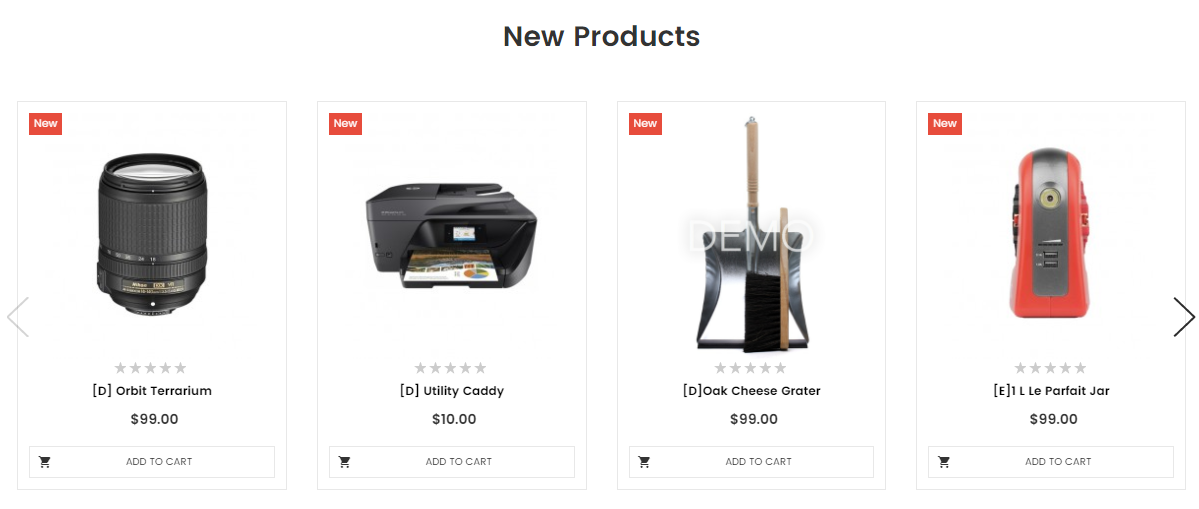 New Products
New
New
New
New
DEMO
Nikon
[D] Orbit Terrarium
$99.00
ADD TO CART
[D] Utility Caddy
$10.00
ADD TO CART
[D]Oak Cheese Grater
$99.00
ADD TO CART
[E]1 L Le Parfait Jar
$99.00
ADD TO CART